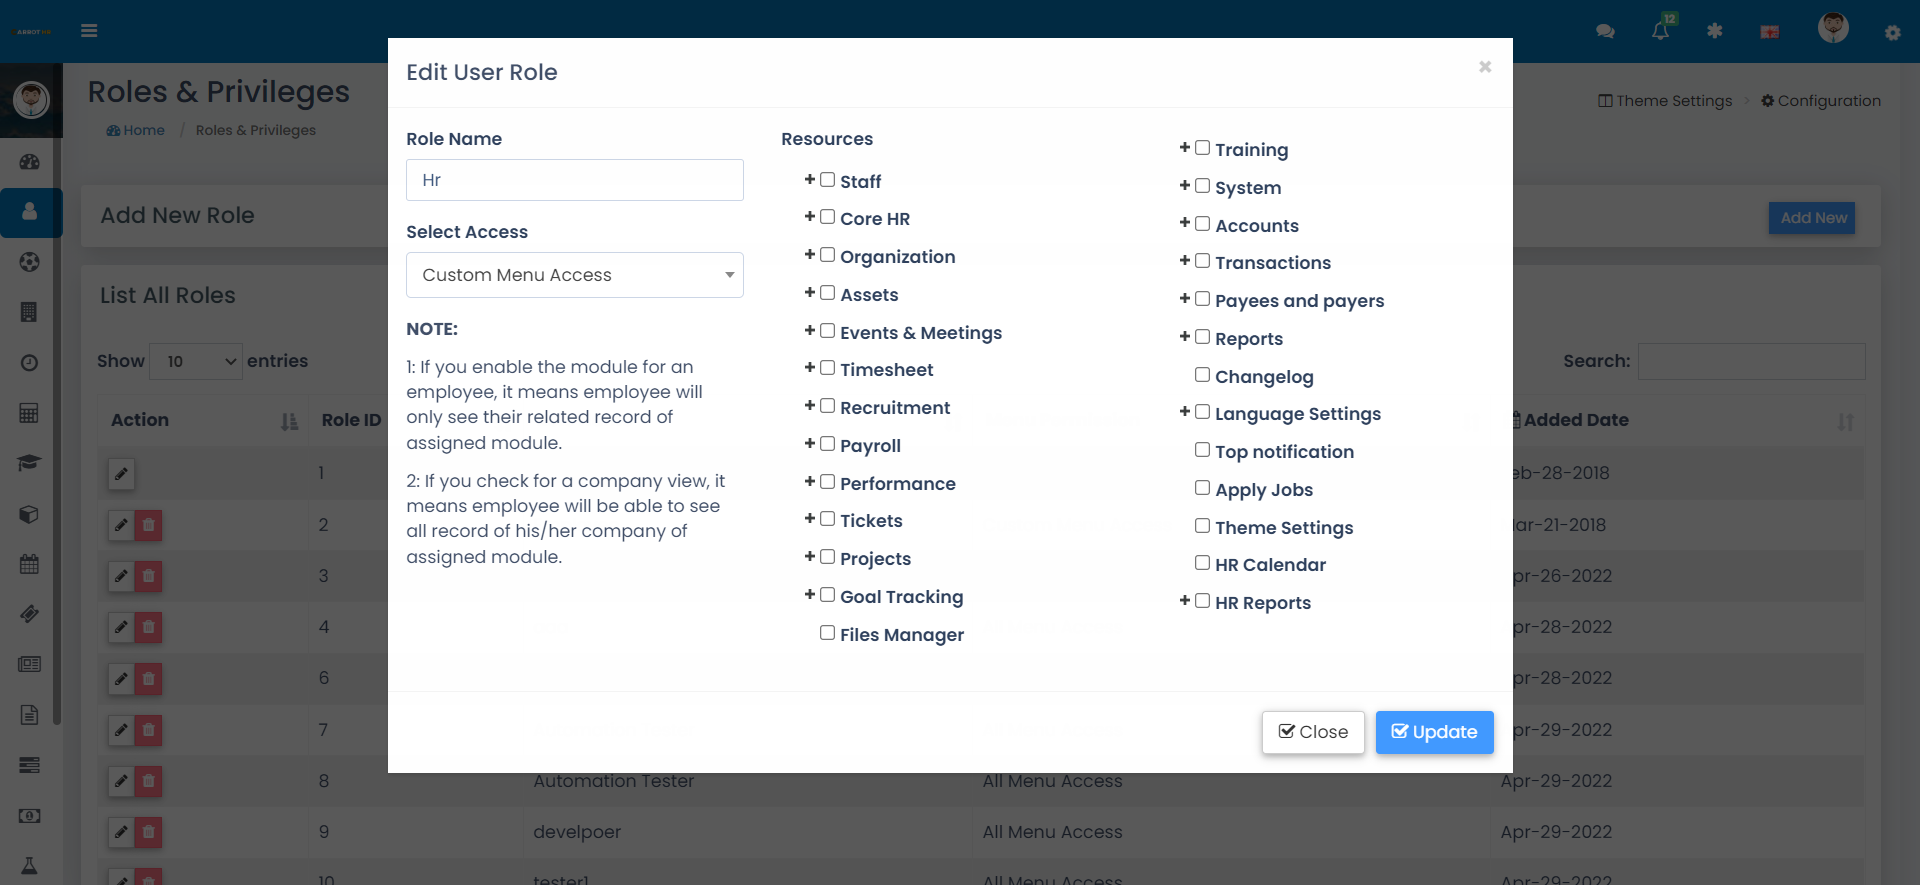 12
Edit User Role
×
Roles & Privileges
Home / Roles & Privileges
Theme Settings > Configuration
Role Name
Hr
Select Access
Custom Menu Access
NOTE:
1: If you enable the module for an
employee, it means employee will
only see their related record of
assigned module.
2: If you check for a company view, it
means employee will be able to see
all record of his/her company of
assigned module.
Resources
+ Staff
+ Core HR
+ Organization
+ Assets
+ Events & Meetings
+ Timesheet
+ Recruitment
+ Payroll
+ Performance
+ Tickets
+ Projects
+ Goal Tracking
Files Manager
+ Training
+ System
+ Accounts
+ Transactions
+ Payees and payers
+ Reports
Changelog
+ Language Settings
Top notification
Apply Jobs
Theme Settings
HR Calendar
+ HR Reports
Close
Update
Add New Role
Add New
List All Roles
Show 10 entries
Search:
Action
Role ID
Added Date
1
eb-28-2018
2
ar-21-2018
3
pr-26-2022
4
pr-28-2022
6
pr-28-2022
7
pr-29-2022
8 Automation Tester All Menu Access Apr-29-2022
9 develpoer All Menu Access Apr-29-2022
10 tester1 All Menu Access Apr-29-2022